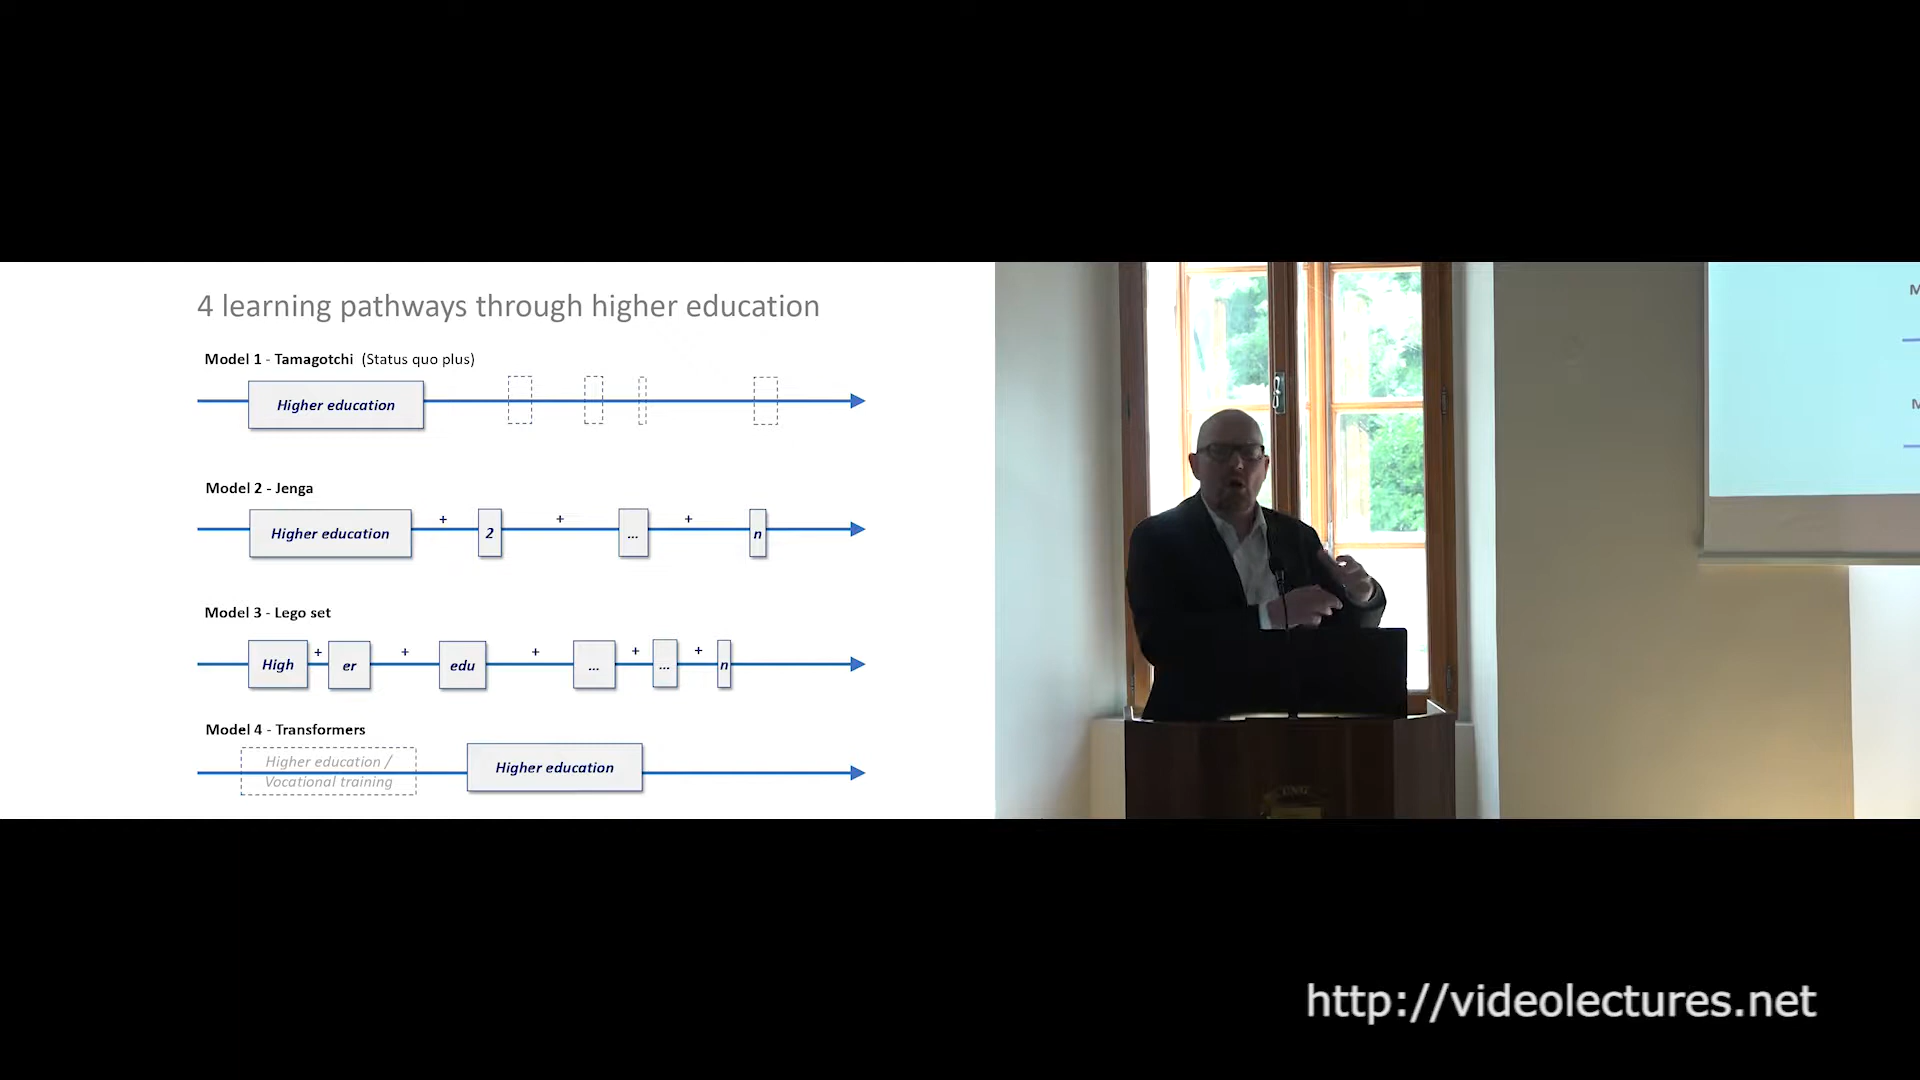 4 learning pathways through higher education
Model 1 - Tamagotchi (Status quo plus)
Higher education
Model 2 - Jenga
Higher education + 2 + ... + n
Model 3 - Lego set
High + er + edu + ... + ... + n
Model 4 - Transformers
Higher education /
Vocational training
Higher education
M
M
http://videolectures.net